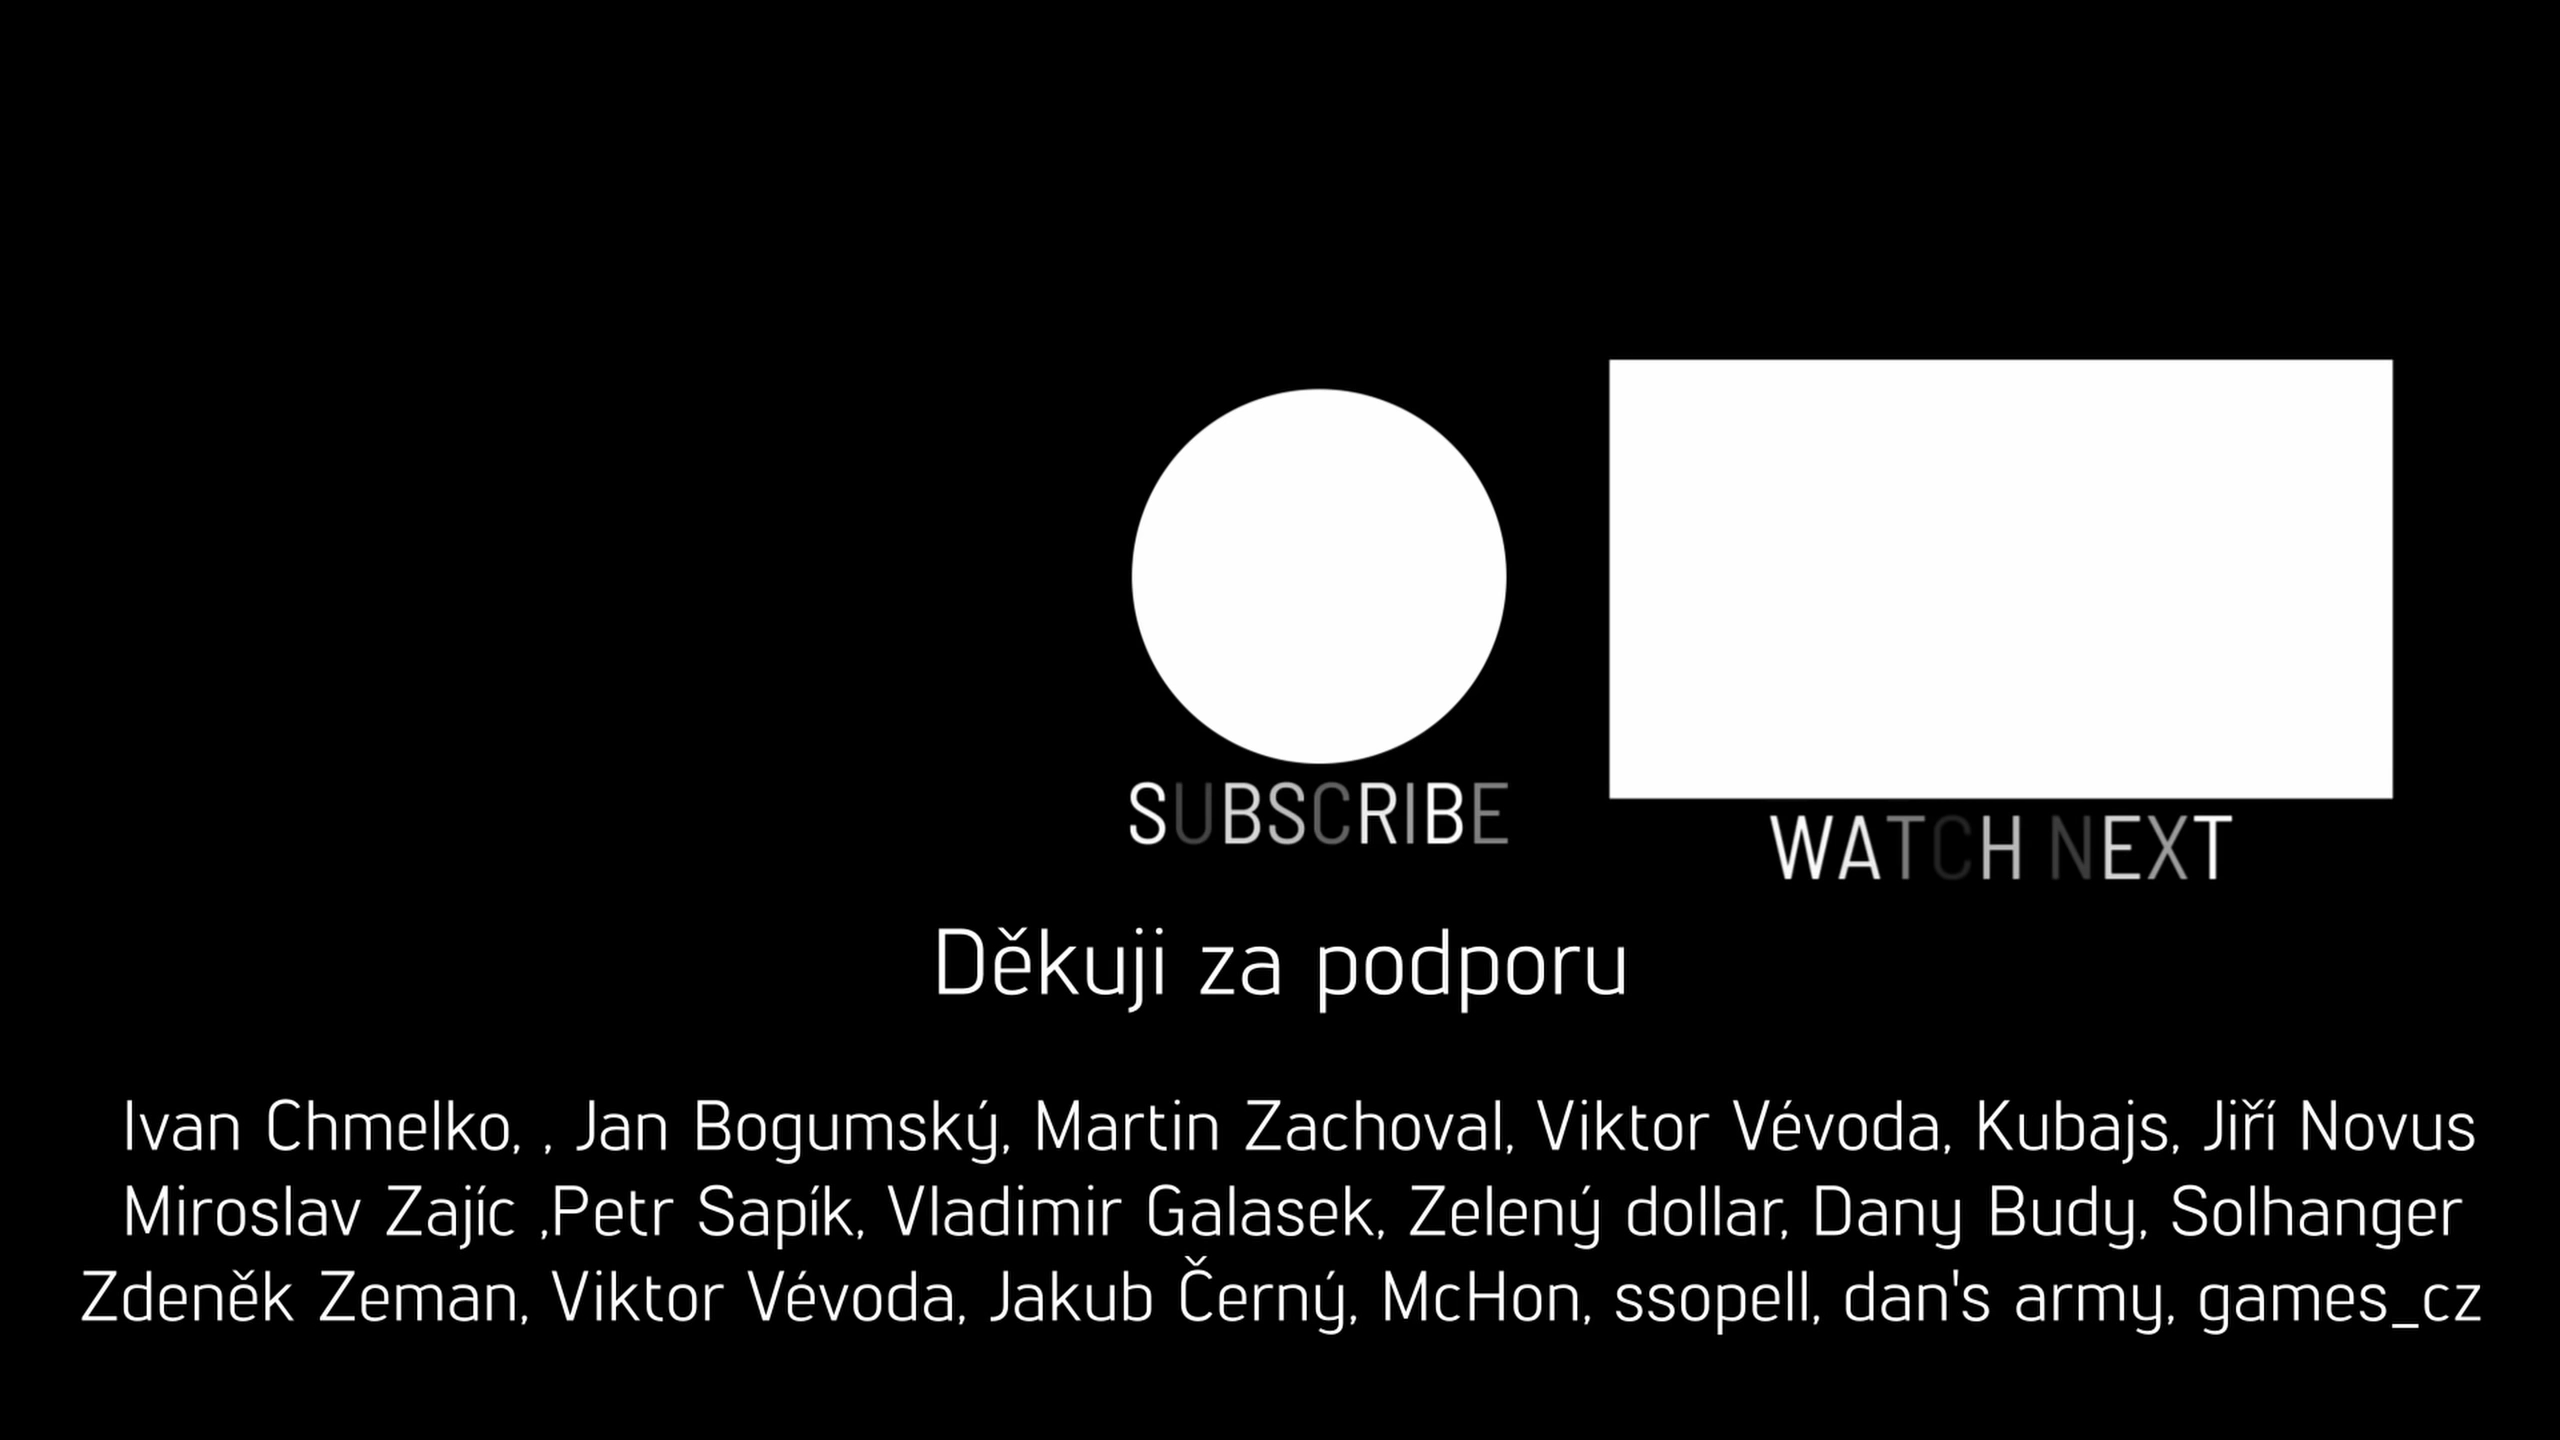 SUBSCRIBE
WATCH NEXT
Děkuji za podporu
Ivan Chmelko, , Jan Bogumský, Martin Zachoval, Viktor Vévoda, Kubajs, Jiří Novus
Miroslav Zajíc ,Petr Sapík, Vladimir Galasek, Zelený dollar, Dany Budy, Solhanger
Zdeněk Zeman, Viktor Vévoda, Jakub Černý, McHon, ssopell, dan's army, games_cz